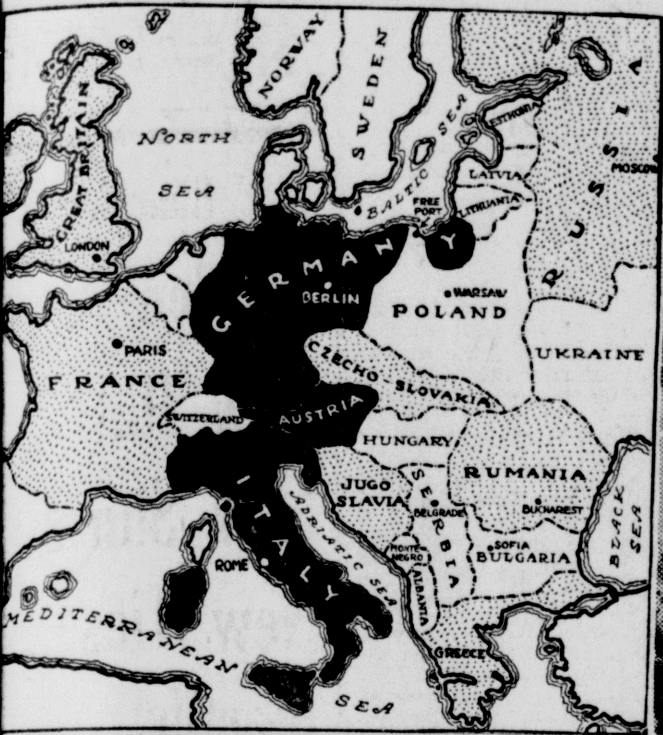 NORWAY
SWEDEN
GREAT BRITAIN
NORTH
SEA
BALTIC SEA
ESTHONIA
RUSSIA
MOSCOW
LATVIA
LITHUANIA
FREE
PORT
LONDON
GERMANY
BERLIN
WARSAW
POLAND
PARIS
FRANCE
CZECHO-SLOVAKIA
UKRAINE
SWITZERLAND
AUSTRIA
HUNGARY
RUMANIA
ITALY
ADRIATIC SEA
JUGO
SLAVIA
SERBIA
BELGRADE
BUCHAREST
BLACK
SEA
MONTE
NEGRO
SOFIA
BULGARIA
ROME
ALBANIA
MEDITERRANEAN
SEA
GREECE